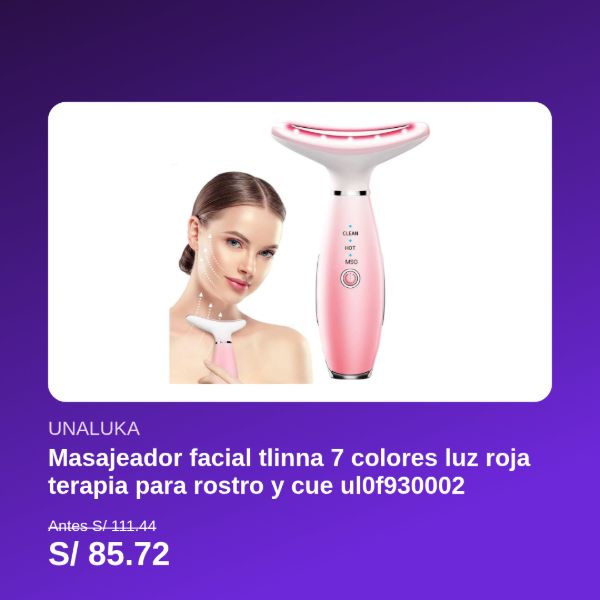 CLEAN
HOT
MSO
UNALUKA
Masajeador facial tlinna 7 colores luz roja
terapia para rostro y cue ul0f930002
Antes S/ 111.44
S/ 85.72